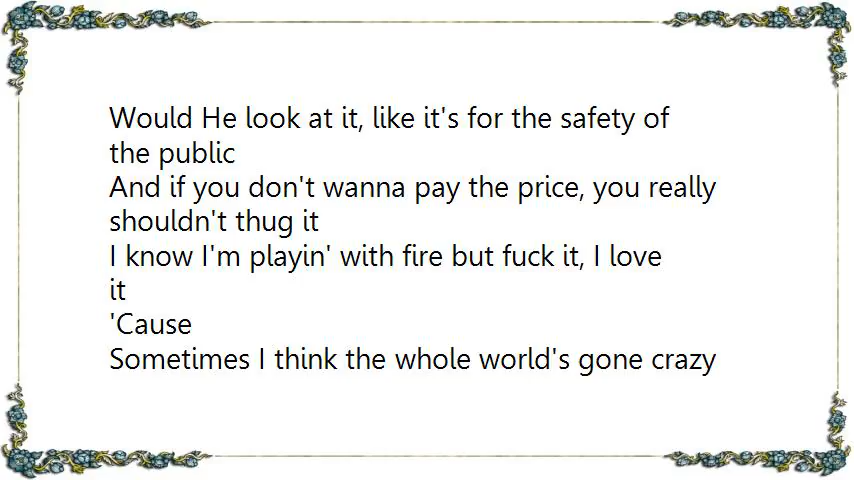 Would He look at it, like it's for the safety of
the public
And if you don't wanna pay the price, you really
shouldn't thug it
I know I'm playin' with fire but fuck it, I love
it
'Cause
Sometimes I think the whole world's gone crazy